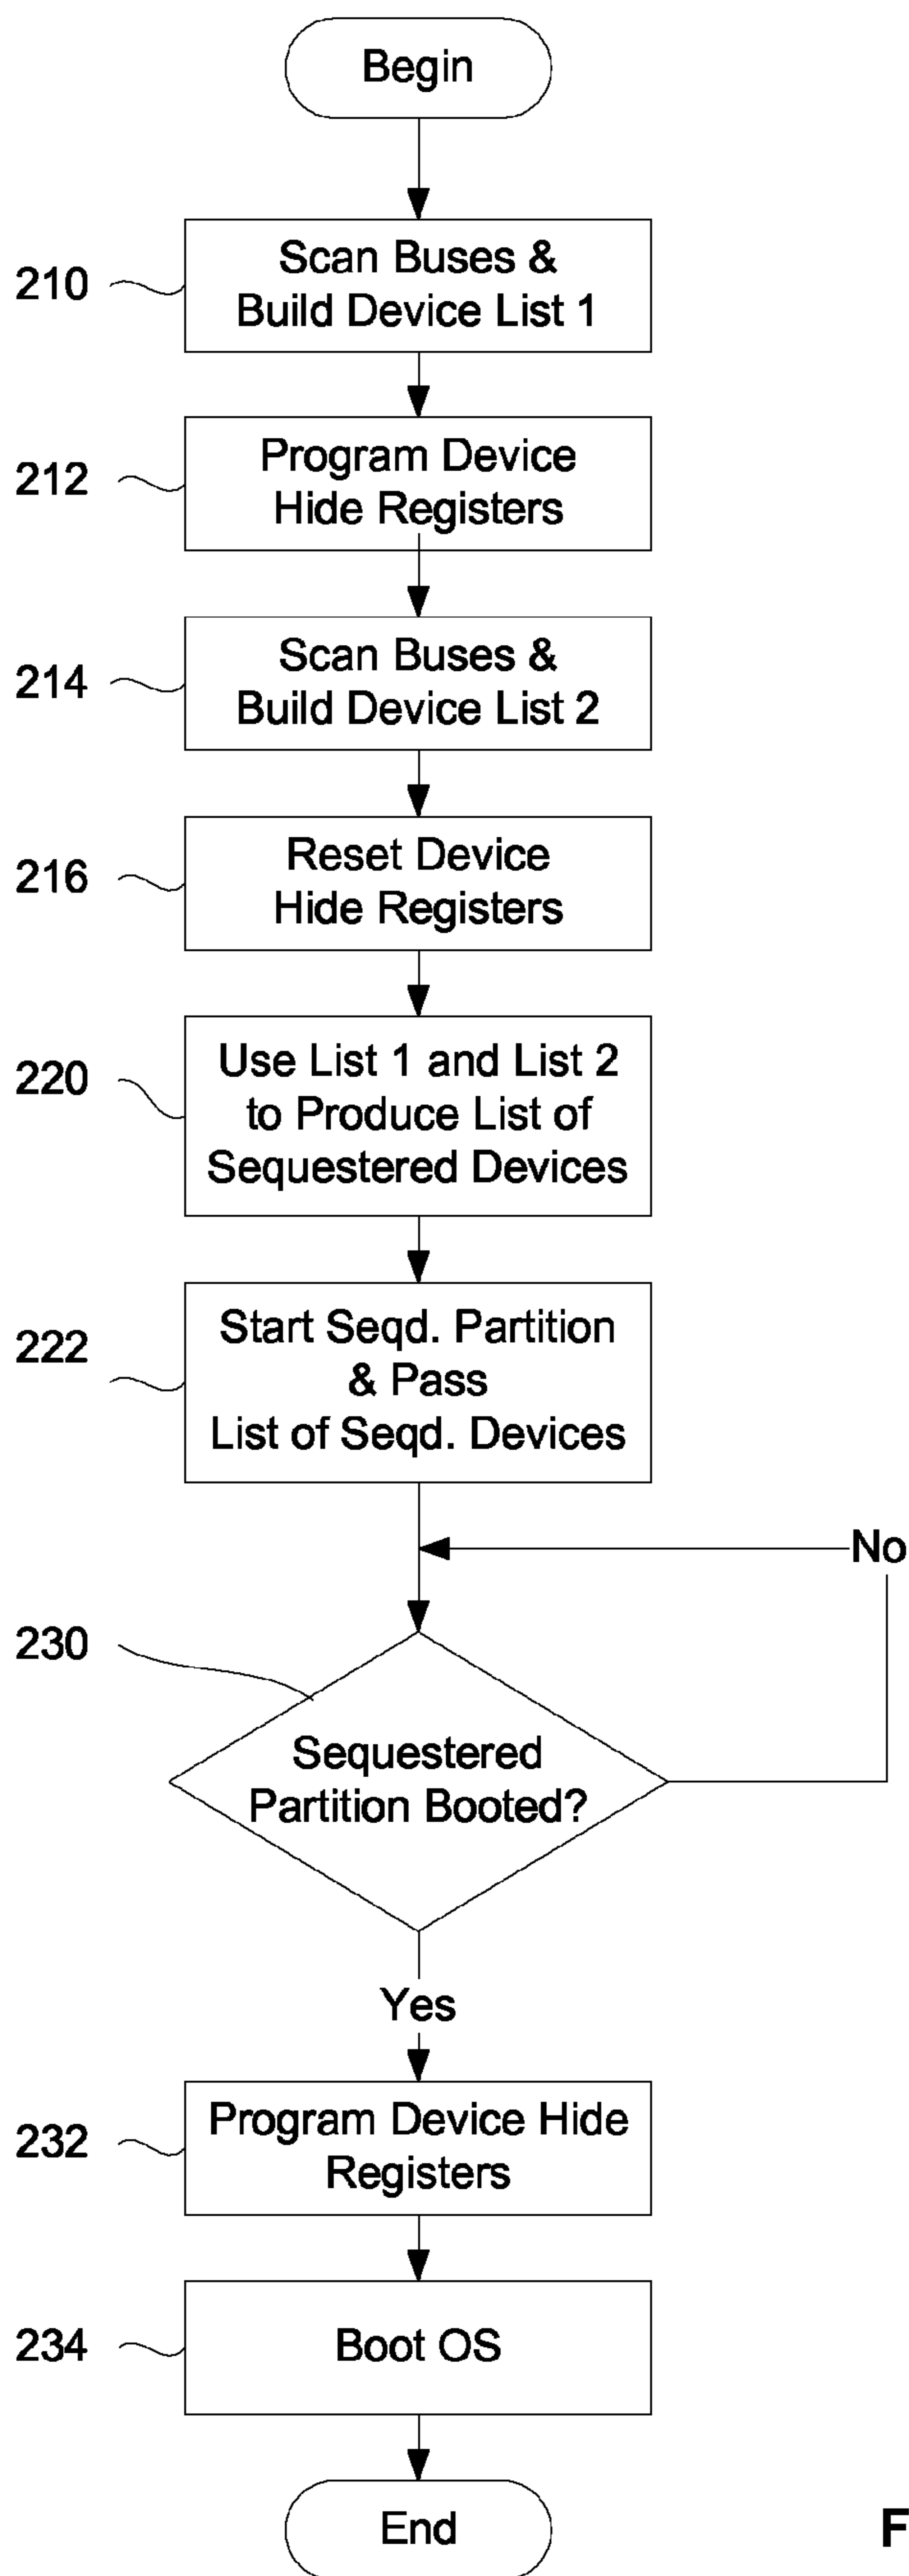 Begin
210
Scan Buses &
Build Device List 1
212
Program Device
Hide Registers
214
Scan Buses &
Build Device List 2
216
Reset Device
Hide Registers
220
Use List 1 and List 2
to Produce List of
Sequestered Devices
222
Start Seqd. Partition
& Pass
List of Seqd. Devices
No
230
Sequestered
Partition Booted?
Yes
232
Program Device Hide
Registers
234
Boot OS
End
F